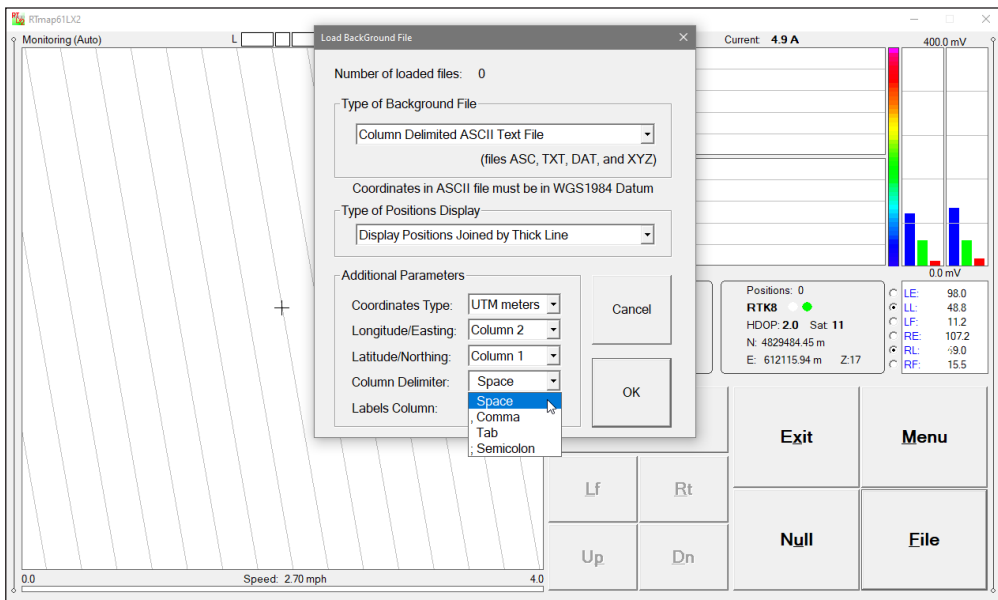 RTmap61LX2
Monitoring (Auto)
L
Current: 4.9 A
400.0 mV
Load BackGround File
Number of loaded files: 0
Type of Background File
Column Delimited ASCII Text File
(files ASC, TXT, DAT, and XYZ)
Coordinates in ASCII file must be in WGS1984 Datum
Type of Positions Display
Display Positions Joined by Thick Line
Additional Parameters
Coordinates Type: UTM meters
Longitude/Easting: Column 2
Latitude/Northing: Column 1
Column Delimiter: Space
Labels Column:
Space
, Comma
Tab
; Semicolon
Cancel
OK
0.0 mV
Positions: 0
RTK8
HDOP: 2.0 Sat: 11
N: 4829484.45 m
E: 612115.94 m Z:17
LE: 98.0
LL: 48.8
LF: 11.2
RE: 107.2
RL:
RF: 15.5
Exit
Menu
Lf
Rt
Null
File
Up
Dn
0.0
Speed: 2.70 mph
4.0